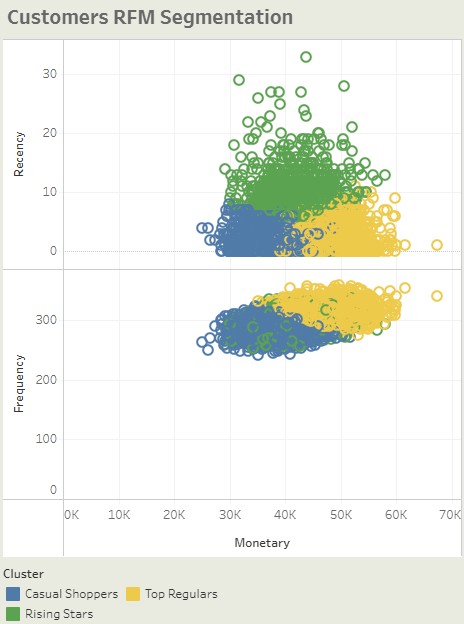 Customers RFM Segmentation
30
20
10
0
Recency
300
200
100
0
Frequency
0K 10K 20K 30K 40K 50K 60K 70K
Monetary
Cluster
Casual Shoppers Top Regulars
Rising Stars